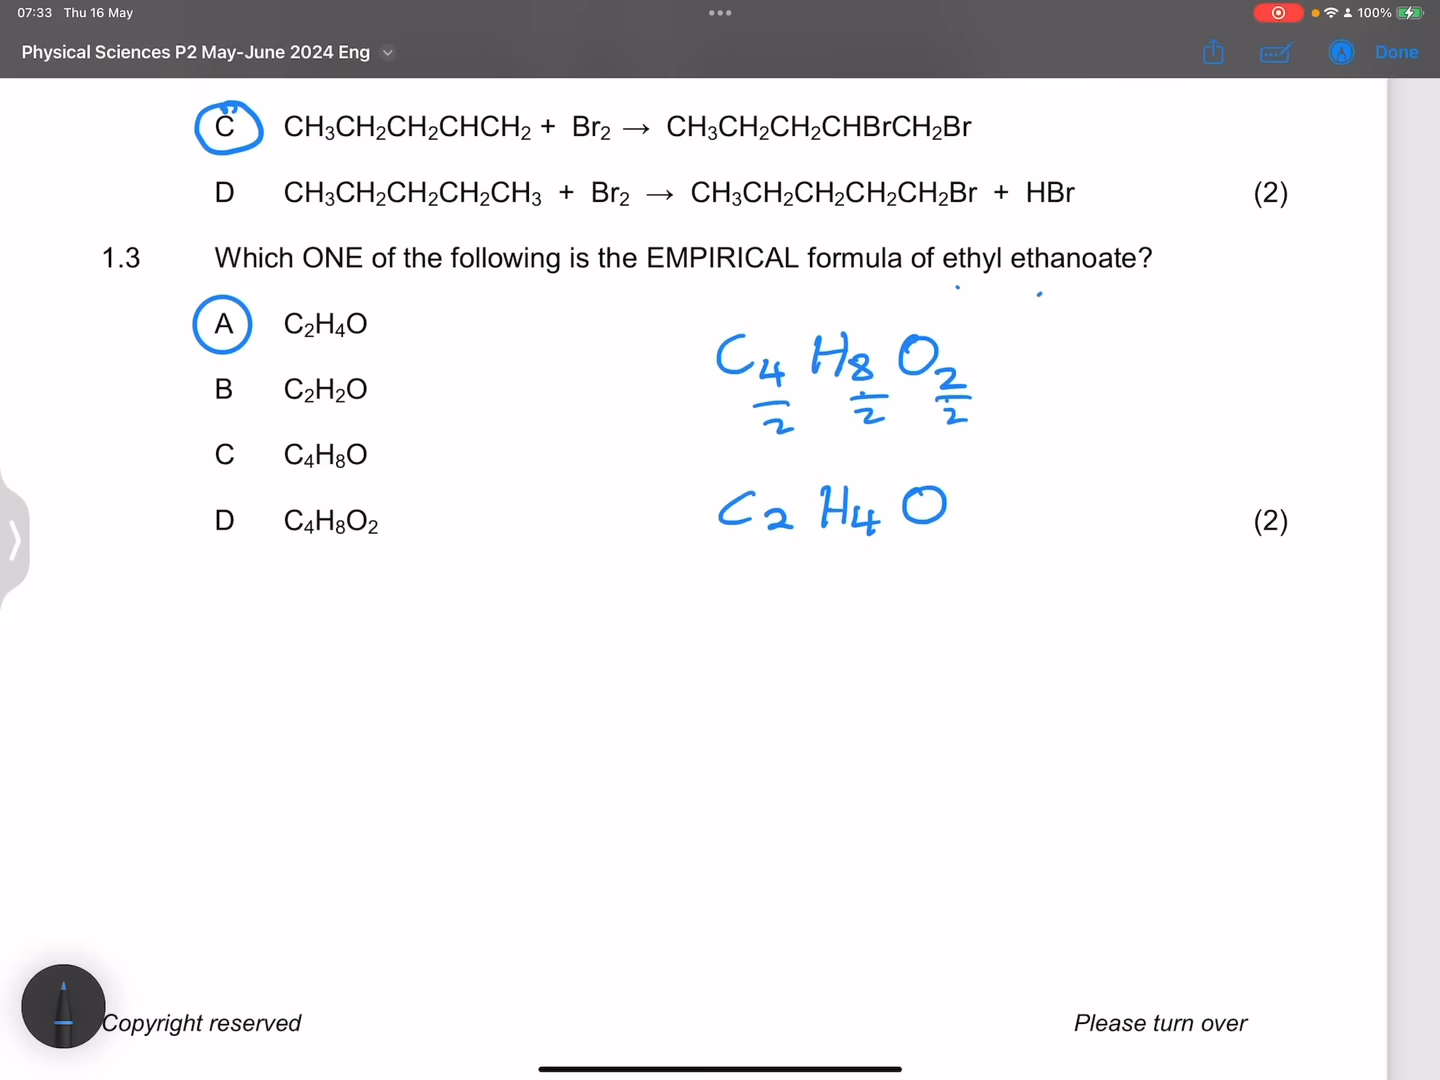 07:33 Thu 16 May
100%
Physical Sciences P2 May-June 2024 Eng
Done
C CH₃CH₂CH₂CHCH₂ + Br₂ → CH₃CH₂CH₂CHBrCH₂Br
D CH₃CH₂CH₂CH₂CH₃ + Br₂ → CH₃CH₂CH₂CH₂CH₂Br + HBr (2)
1.3 Which ONE of the following is the EMPIRICAL formula of ethyl ethanoate?
A C₂H₄O
B C₂H₂O
C C₄H₈O
D C₄H₈O₂ (2)
C₄ H₈ O₂
2 2 2
C₂ H₄ O
Copyright reserved
Please turn over